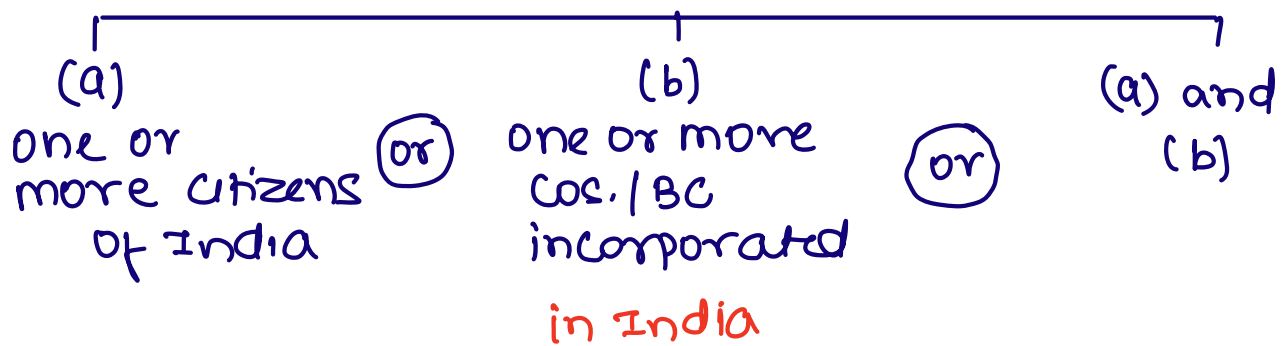 (a)
one or
more citizens
of India
or
(b)
one or more
cos. / BC
incorporated
in India
or
(a) and
(b)